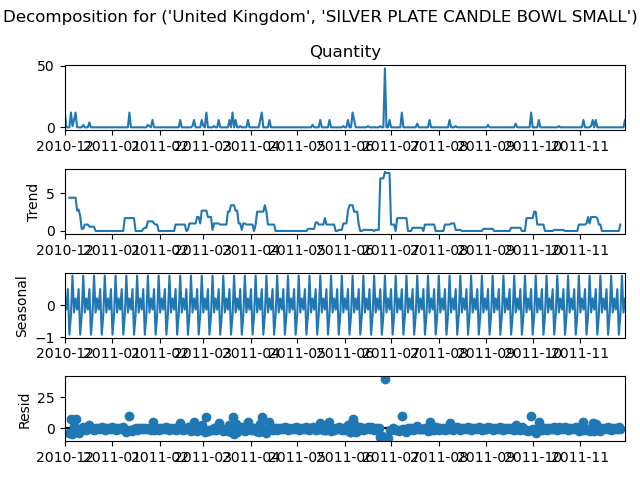 Decomposition for ('United Kingdom', 'SILVER PLATE CANDLE BOWL SMALL')
Quantity
50
0
2010-12 2011-01 2011-02 2011-03 2011-04 2011-05 2011-06 2011-07 2011-08 2011-09 2011-10 2011-11
Trend
5
0
2010-12 2011-01 2011-02 2011-03 2011-04 2011-05 2011-06 2011-07 2011-08 2011-09 2011-10 2011-11
Seasonal
0
−1
2010-12 2011-01 2011-02 2011-03 2011-04 2011-05 2011-06 2011-07 2011-08 2011-09 2011-10 2011-11
Resid
25
0
2010-12 2011-01 2011-02 2011-03 2011-04 2011-05 2011-06 2011-07 2011-08 2011-09 2011-10 2011-11